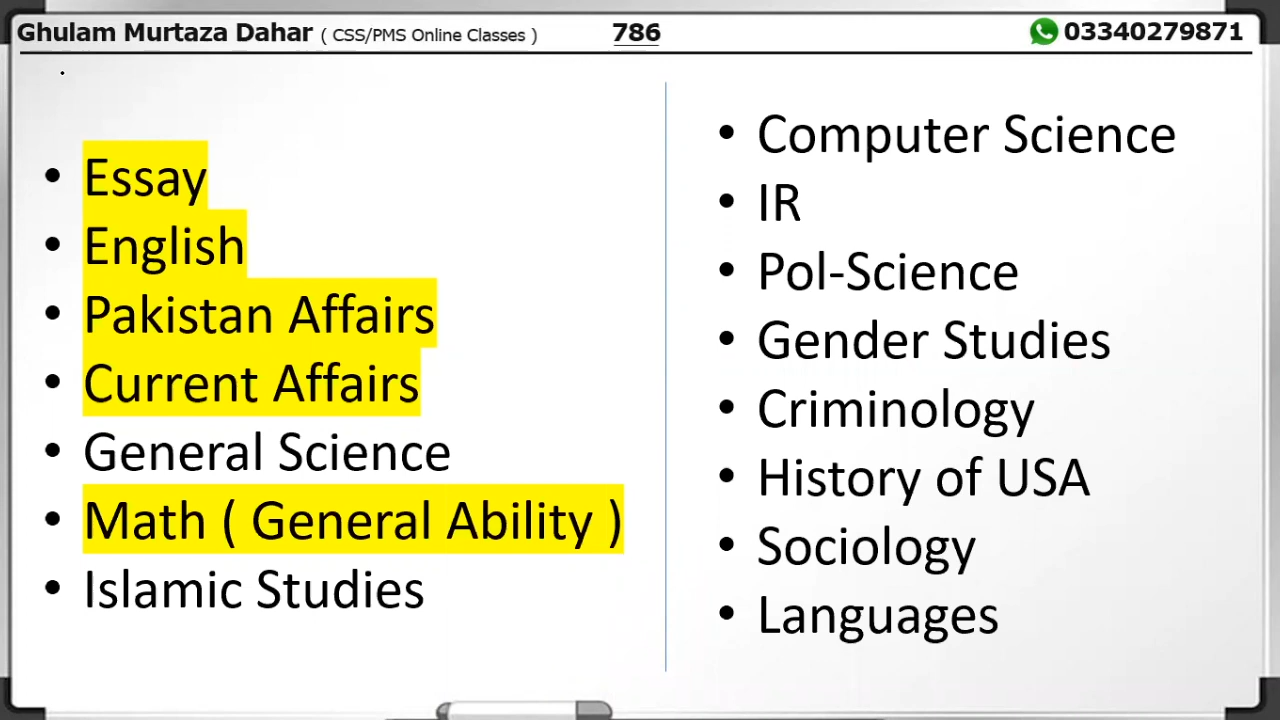 Ghulam Murtaza Dahar ( CSS/PMS Online Classes ) 786 03340279871
• Essay
• English
• Pakistan Affairs
• Current Affairs
• General Science
• Math ( General Ability )
• Islamic Studies
• Computer Science
• IR
• Pol-Science
• Gender Studies
• Criminology
• History of USA
• Sociology
• Languages